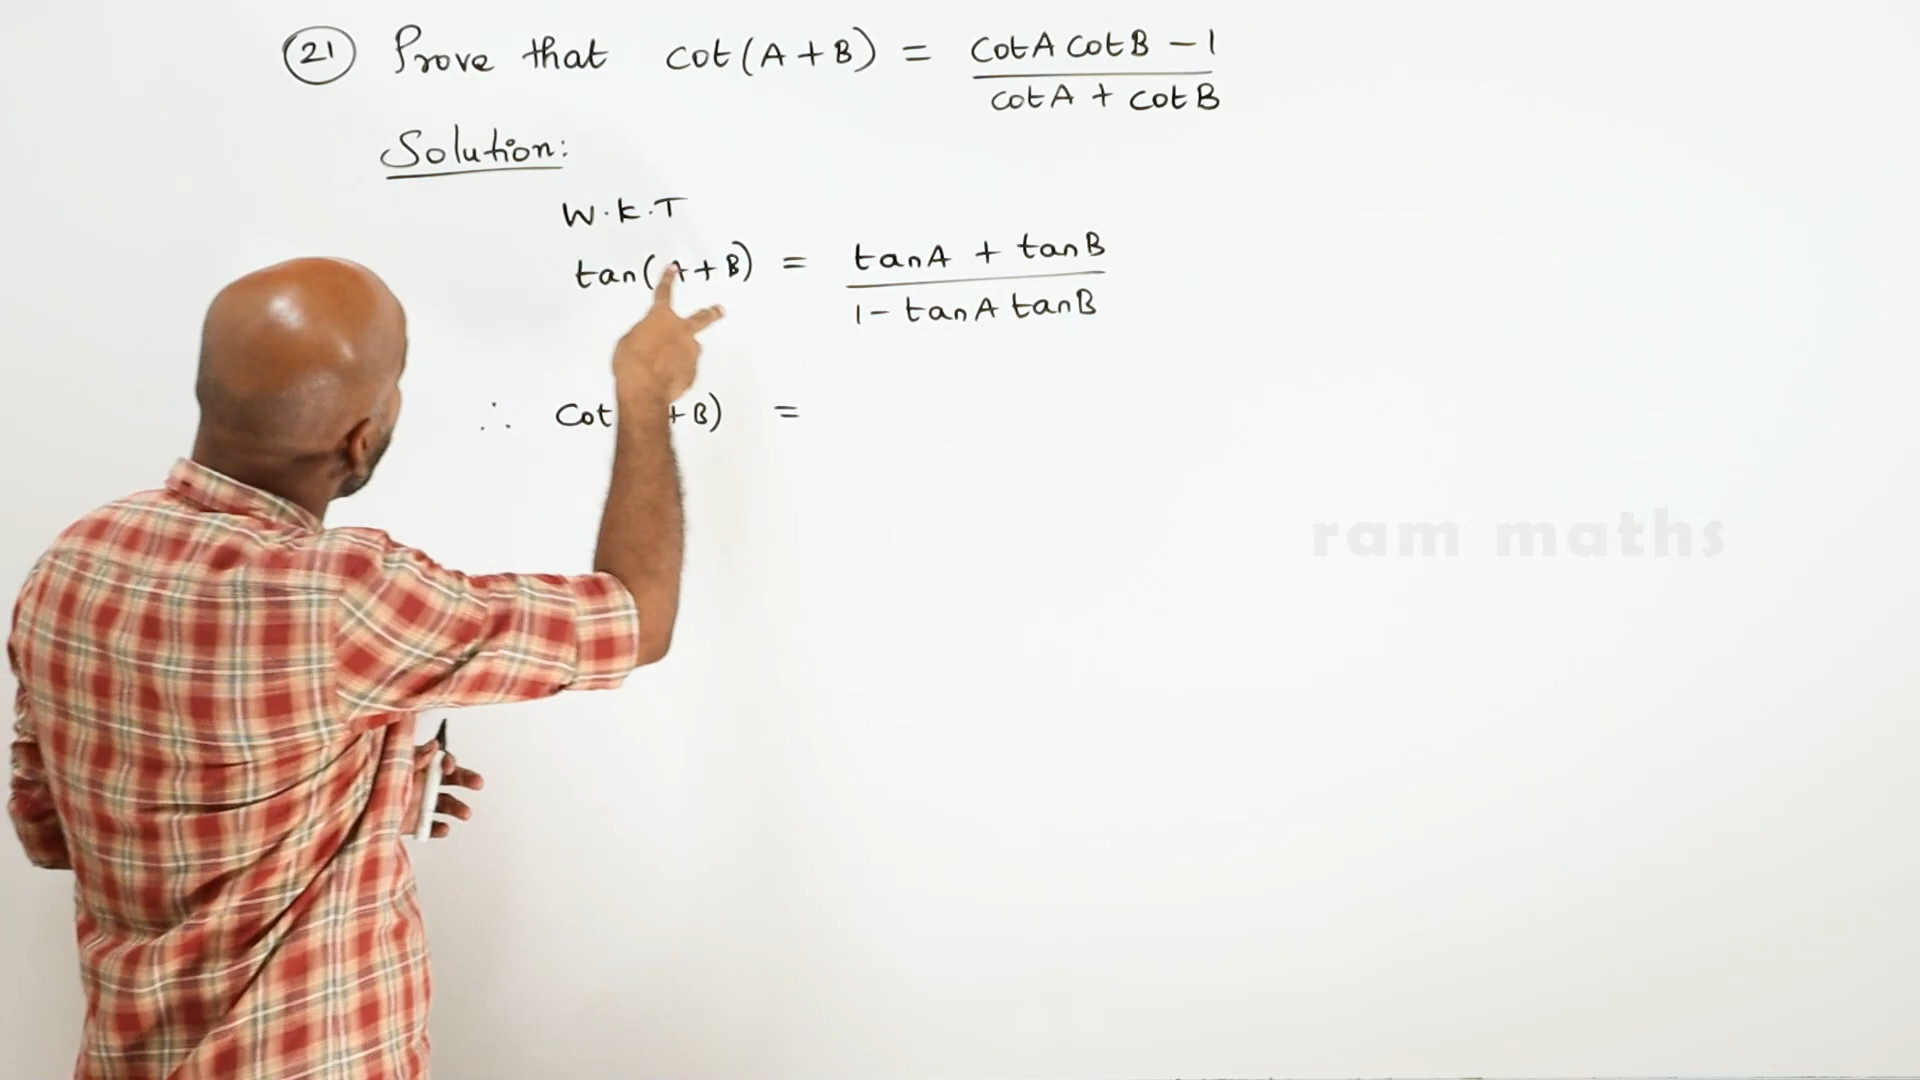 21 Prove that cot(A+B) = cotA cotB - 1 / cotA + cotB
Solution:
W.K.T
tan(A+B) = tanA + tanB / 1 - tanA tanB
∴ Cot +B) =
ram maths